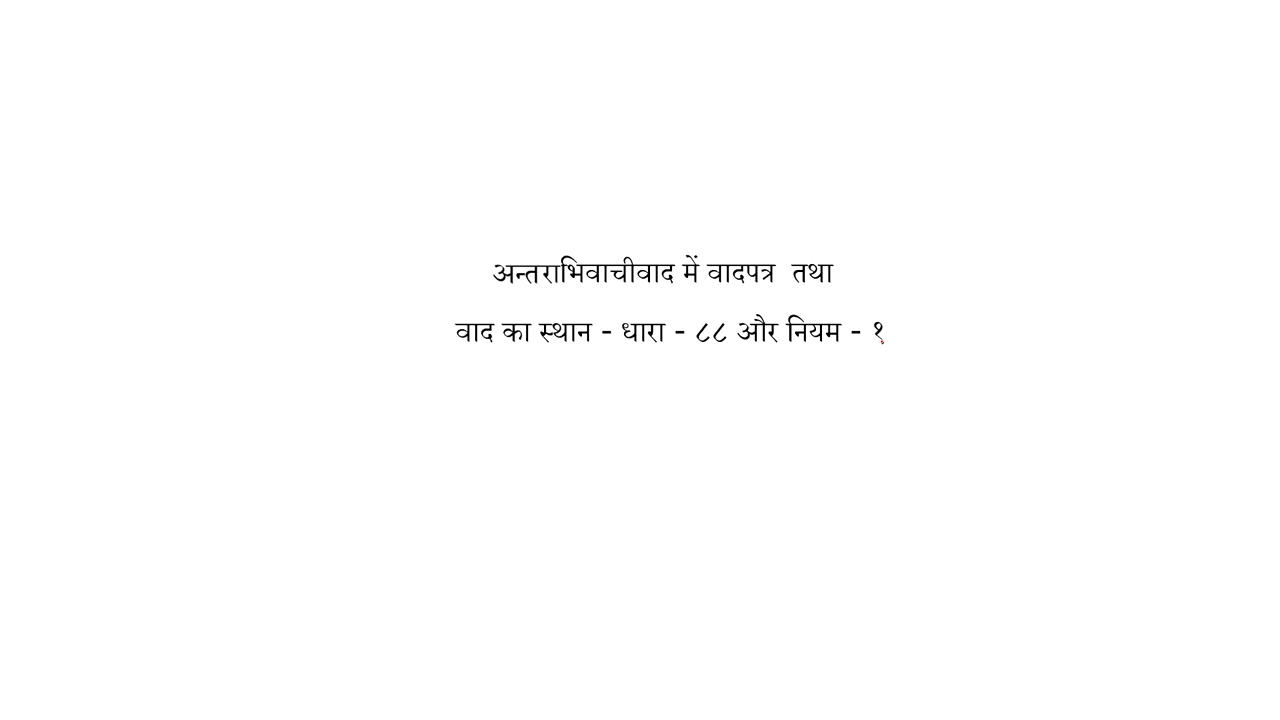 अन्तराभिवाचीवाद में वादपत्र तथा
वाद का स्थान - धारा - ८८ और नियम - १